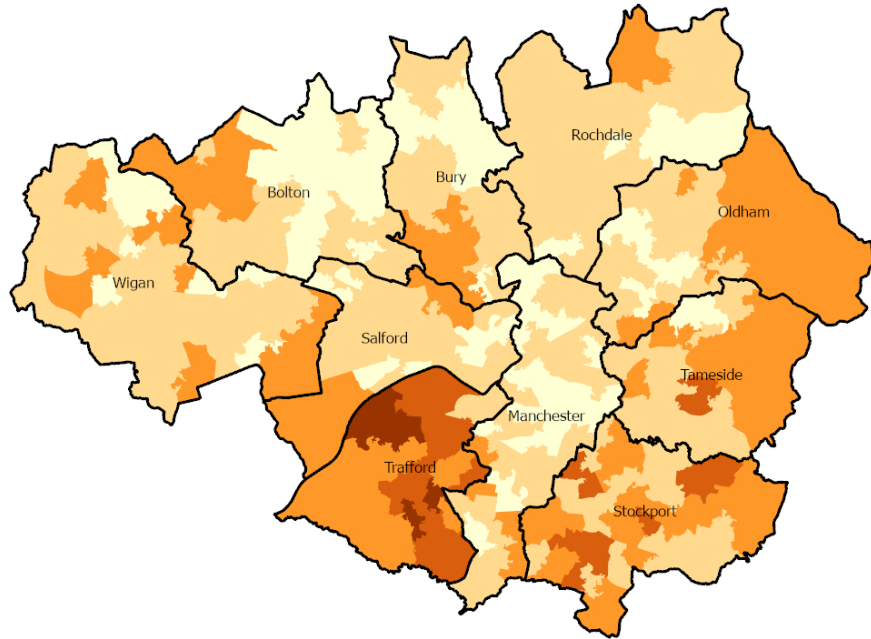 Rochdale
Bury
Bolton
Oldham
Wigan
Salford
Tameside
Manchester
Trafford
Stockport